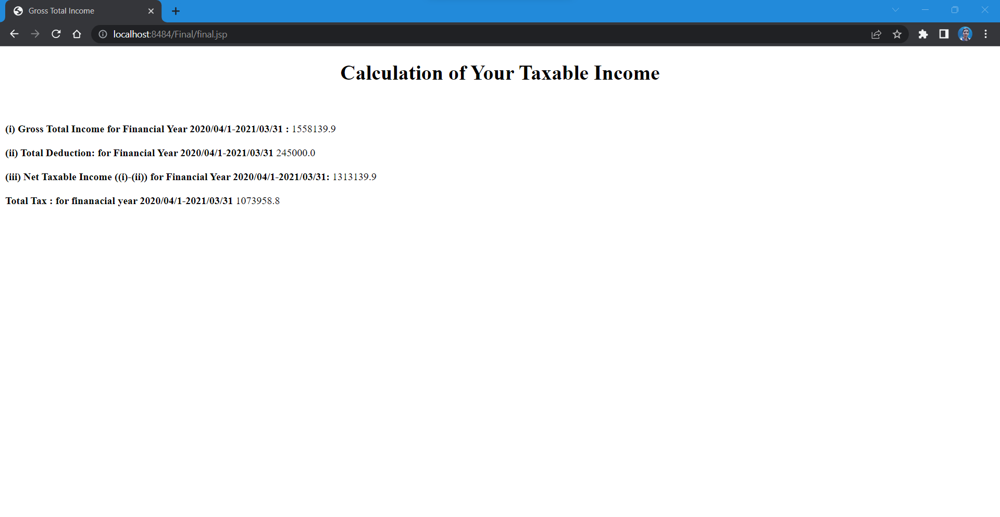 Gross Total Income
localhost:8484/Final/final.jsp
Calculation of Your Taxable Income
(i) Gross Total Income for Financial Year 2020/04/1-2021/03/31 : 1558139.9
(ii) Total Deduction: for Financial Year 2020/04/1-2021/03/31 245000.0
(iii) Net Taxable Income ((i)-(ii)) for Financial Year 2020/04/1-2021/03/31: 1313139.9
Total Tax : for finanacial year 2020/04/1-2021/03/31 1073958.8